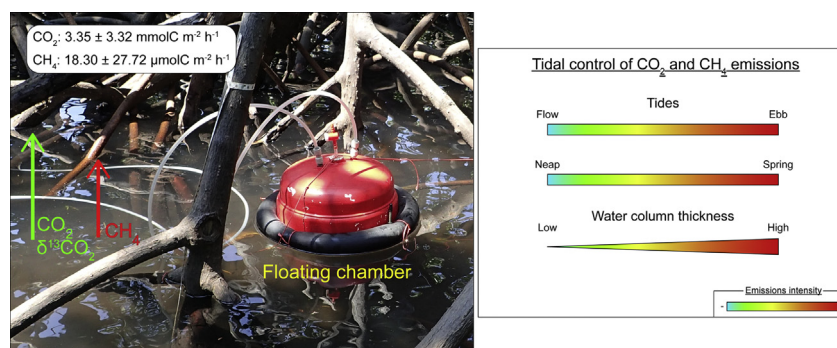 CO₂: 3.35 ± 3.32 mmolC m⁻² h⁻¹
CH₄: 18.30 ± 27.72 µmolC m⁻² h⁻¹
CO₂
δ¹³CO₂
CH₄
Floating chamber
Tidal control of CO₂ and CH₄ emissions
Tides
Flow Ebb
Neap Spring
Water column thickness
Low High
Emissions intensity
-